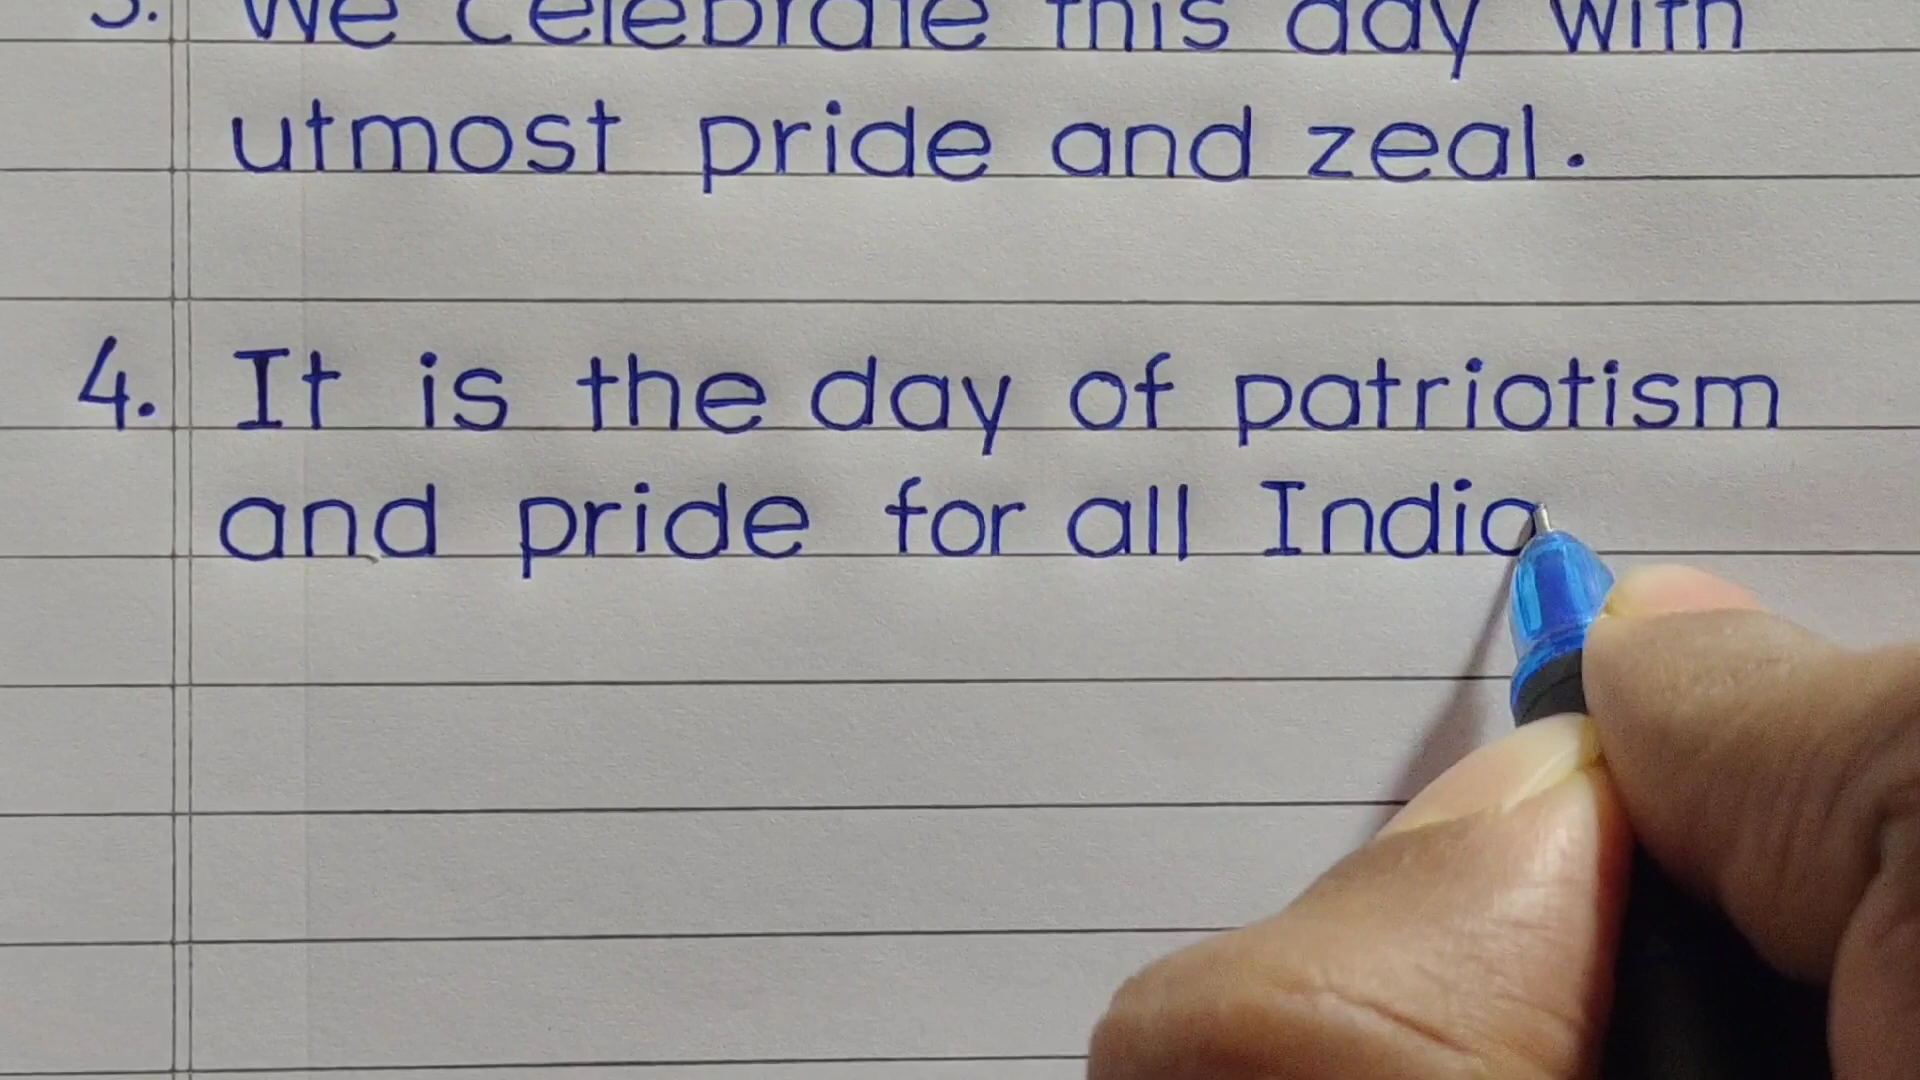 3. We celebrate this day with
utmost pride and zeal.
4. It is the day of patriotism
and pride for all India